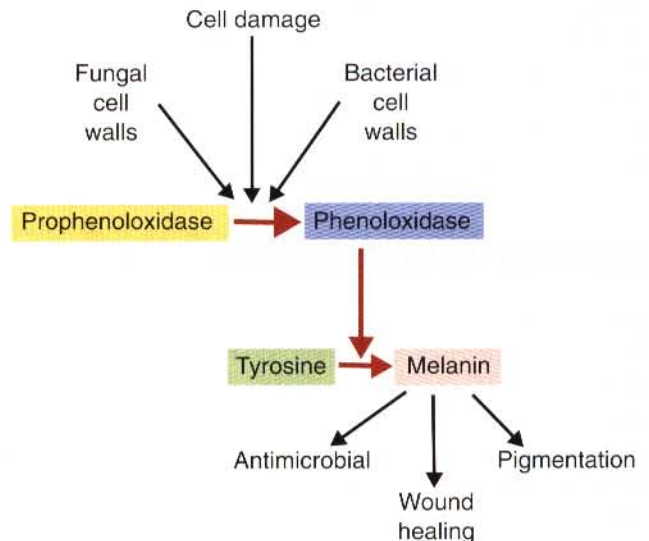 Cell damage
Fungal
cell
walls
Bacterial
cell
walls
Prophenoloxidase
Phenoloxidase
Tyrosine
Melanin
Antimicrobial
Wound
healing
Pigmentation